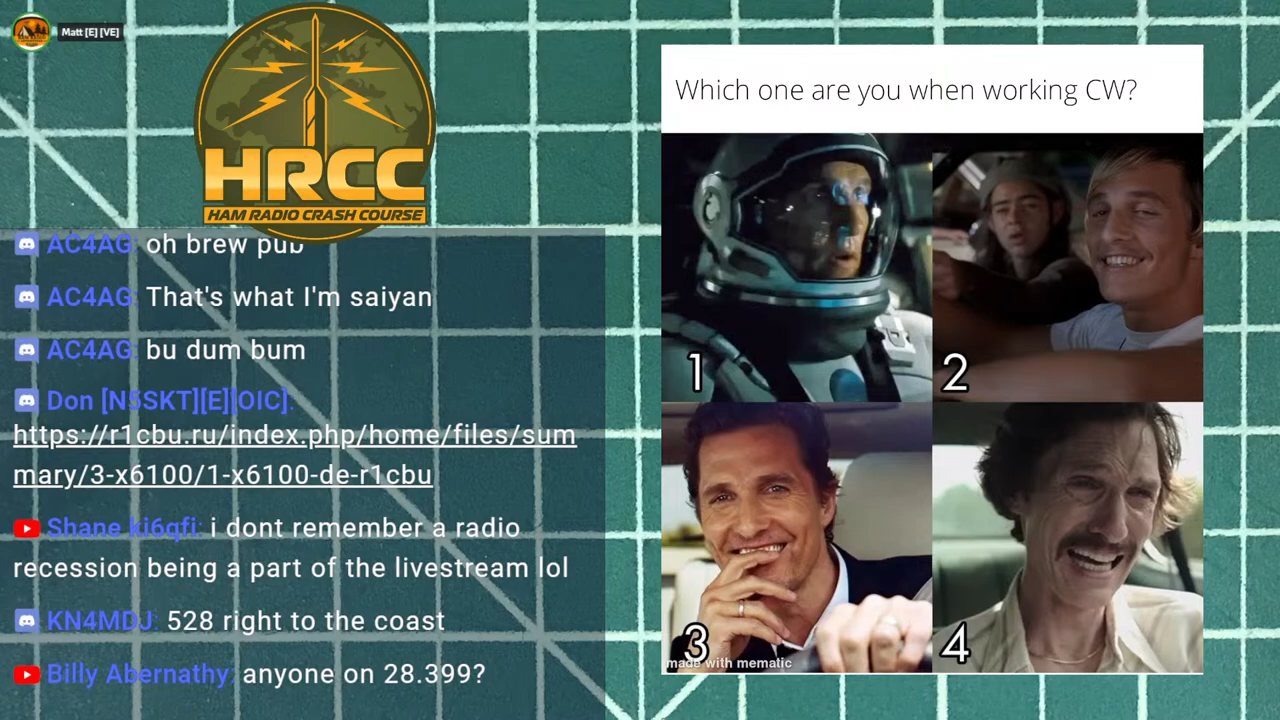 Matt [E] [VE]
HRCC
HAM RADIO CRASH COURSE
AC4AG: oh brew pub
AC4AG: That's what I'm saiyan
AC4AG: bu dum bum
Don [N5SKT][E][OIC]:
https://r1cbu.ru/index.php/home/files/sum
mary/3-x6100/1-x6100-de-r1cbu
Shane ki6qfi: i dont remember a radio
recession being a part of the livestream lol
KN4MDJ: 528 right to the coast
Billy Abernathy: anyone on 28.399?
Which one are you when working CW?
1
2
3
4
made with mematic